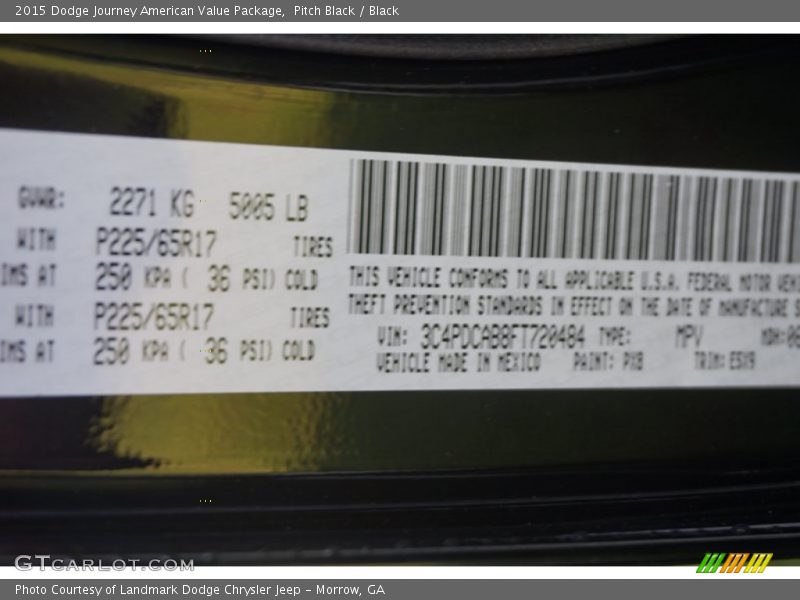 2015 Dodge Journey American Value Package,  Pitch Black / Black
GVWR: 2271 KG 5005 LB
WITH P225/65R17 TIRES
IMS AT 250 KPA ( 36 PSI) COLD
WITH P225/65R17 TIRES
IMS AT 250 KPA ( 36 PSI) COLD
THIS VEHICLE CONFORMS TO ALL APPLICABLE U.S.A. FEDERAL MOTOR VEHI
THEFT PREVENTION STANDARDS IN EFFECT ON THE DATE OF MANUFACTURE S
VIN: 3C4PDCAB8FT720484 TYPE: MPV MDH:
VEHICLE MADE IN MEXICO PAINT: PX8 TRIM: E5X9
GTCARLOT.COM
Photo Courtesy of Landmark Dodge Chrysler Jeep – Morrow, GA